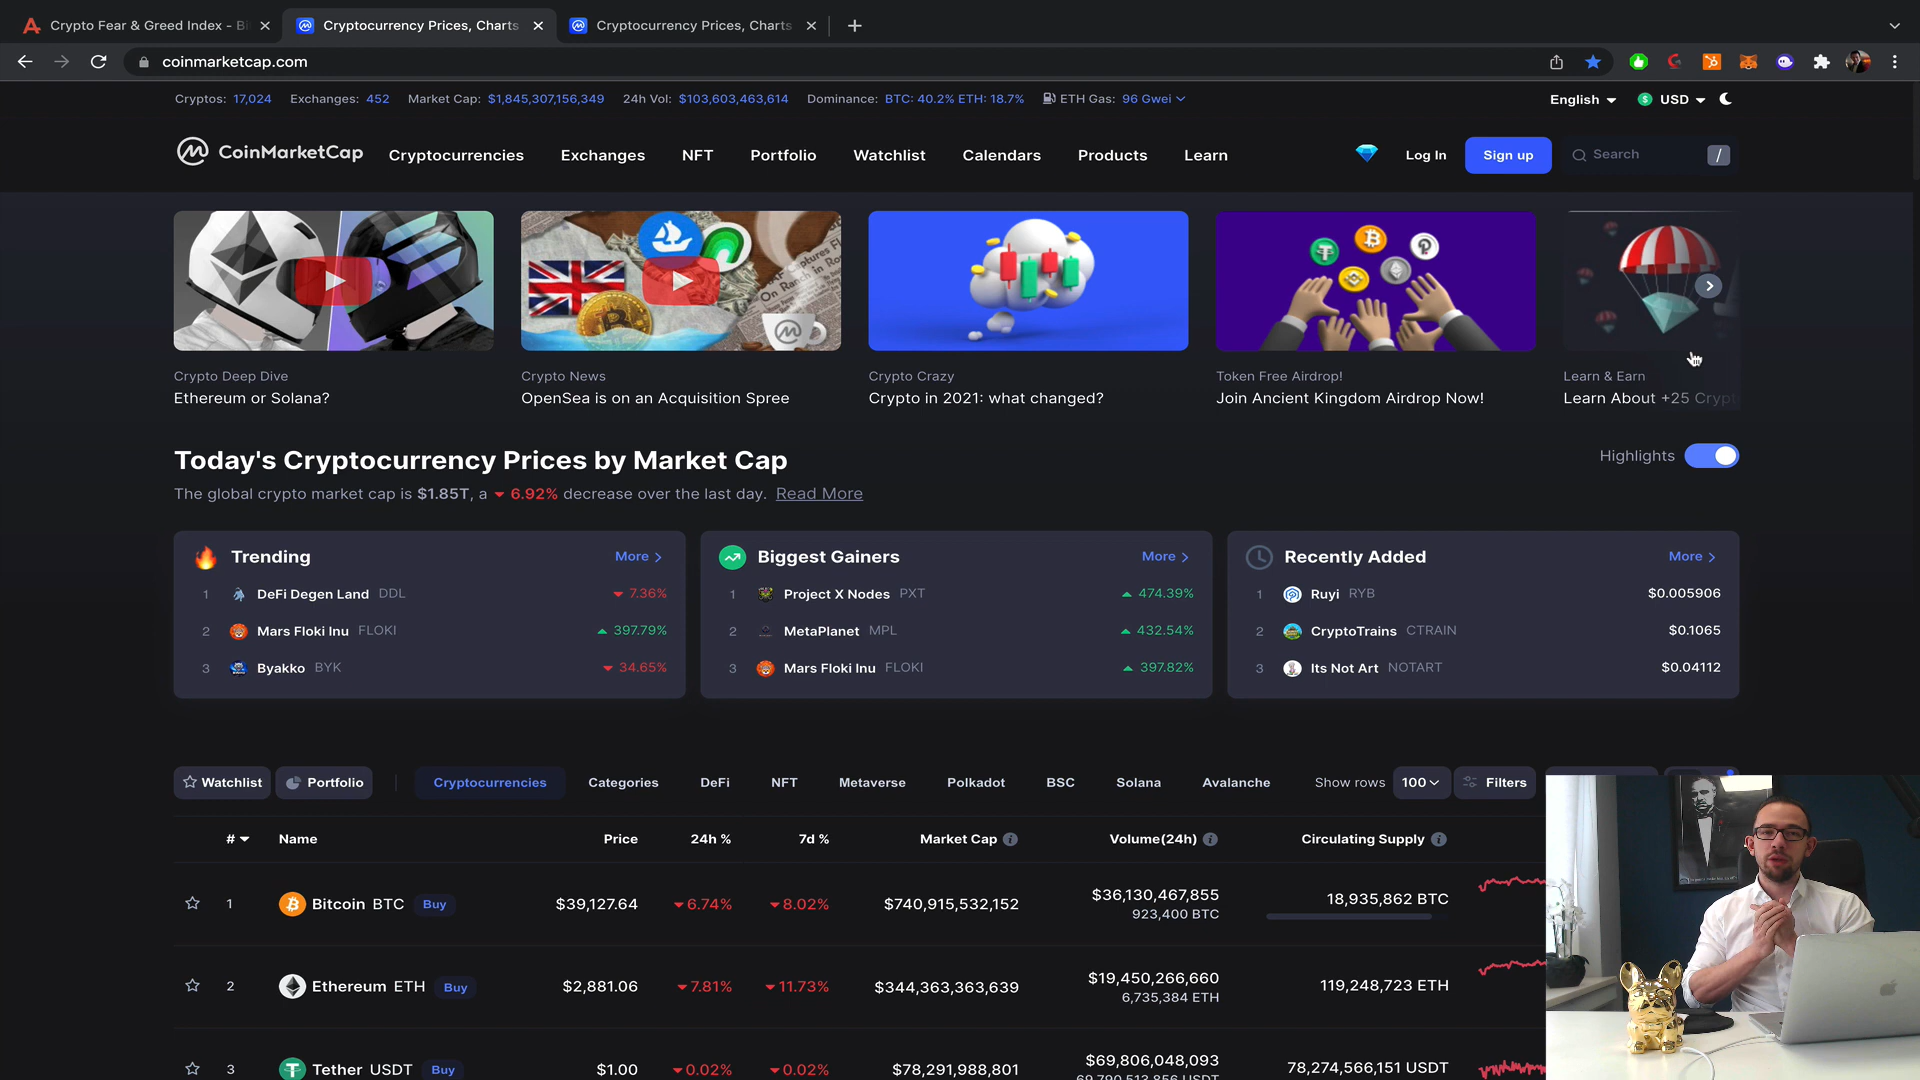 Crypto Fear & Greed Index - Bi
Cryptocurrency Prices, Charts
Cryptocurrency Prices, Charts
coinmarketcap.com
Cryptos: 17,024 Exchanges: 452 Market Cap: $1,845,307,156,349 24h Vol: $103,603,463,614 Dominance: BTC: 40.2% ETH: 18.7% ETH Gas: 96 Gwei
English USD
CoinMarketCap Cryptocurrencies Exchanges NFT Portfolio Watchlist Calendars Products Learn Log In Sign up Search /
Crypto Deep Dive
Ethereum or Solana?
Crypto News
OpenSea is on an Acquisition Spree
Crypto Crazy
Crypto in 2021: what changed?
Token Free Airdrop!
Join Ancient Kingdom Airdrop Now!
Learn & Earn
Learn About +25 Crypt
Today's Cryptocurrency Prices by Market Cap
Highlights
The global crypto market cap is $1.85T, a 6.92% decrease over the last day. Read More
Trending More
1 DeFi Degen Land DDL 7.36%
2 Mars Floki Inu FLOKI 397.79%
3 Byakko BYK 34.65%
Biggest Gainers More
1 Project X Nodes PXT 474.39%
2 MetaPlanet MPL 432.54%
3 Mars Floki Inu FLOKI 397.82%
Recently Added More
1 Ruyi RYB $0.005906
2 CryptoTrains CTRAIN $0.1065
3 Its Not Art NOTART $0.04112
Watchlist Portfolio Cryptocurrencies Categories DeFi NFT Metaverse Polkadot BSC Solana Avalanche Show rows 100 Filters
# Name Price 24h % 7d % Market Cap Volume(24h) Circulating Supply
1 Bitcoin BTC Buy $39,127.64 6.74% 8.02% $740,915,532,152 $36,130,467,855 18,935,862 BTC
923,400 BTC
2 Ethereum ETH Buy $2,881.06 7.81% 11.73% $344,363,363,639 $19,450,266,660 119,248,723 ETH
6,735,384 ETH
3 Tether USDT Buy $1.00 0.02% 0.02% $78,291,988,801 $69,806,048,093 78,274,566,151 USDT
69,790,513,856 USDT